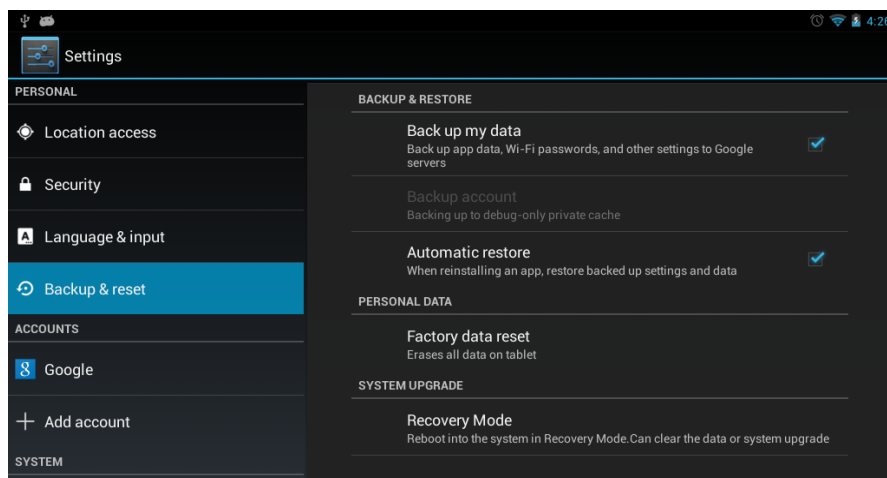 4:26
Settings
PERSONAL
Location access
Security
Language & input
Backup & reset
ACCOUNTS
Google
Add account
SYSTEM
BACKUP & RESTORE
Back up my data
Back up app data, Wi-Fi passwords, and other settings to Google
servers
Backup account
Backing up to debug-only private cache
Automatic restore
When reinstalling an app, restore backed up settings and data
PERSONAL DATA
Factory data reset
Erases all data on tablet
SYSTEM UPGRADE
Recovery Mode
Reboot into the system in Recovery Mode.Can clear the data or system upgrade